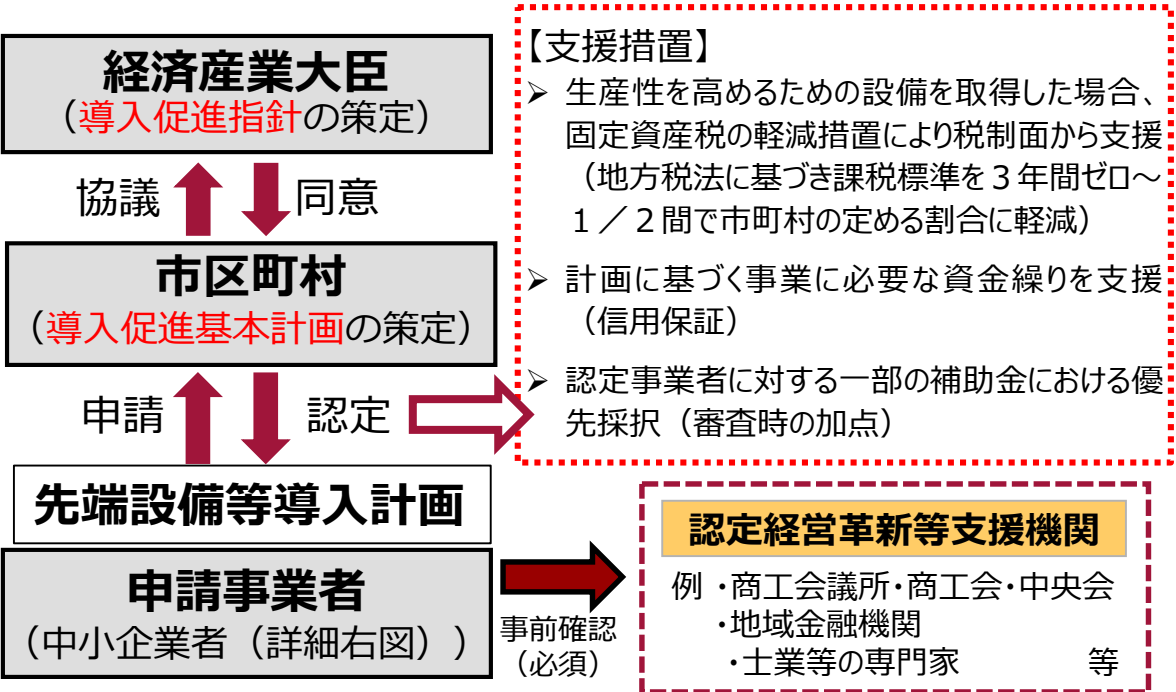 経済産業大臣
（導入促進指針の策定）
協議
同意
市区町村
（導入促進基本計画の策定）
申請
認定
先端設備等導入計画
申請事業者
（中小企業者（詳細右図））
【支援措置】
➢ 生産性を高めるための設備を取得した場合、
固定資産税の軽減措置により税制面から支援
（地方税法に基づき課税標準を３年間ゼロ～
１／２間で市町村の定める割合に軽減）
➢ 計画に基づく事業に必要な資金繰りを支援
（信用保証）
➢ 認定事業者に対する一部の補助金における優
先採択（審査時の加点）
事前確認
（必須）
認定経営革新等支援機関
例 ・商工会議所・商工会・中央会
・地域金融機関
・士業等の専門家 等